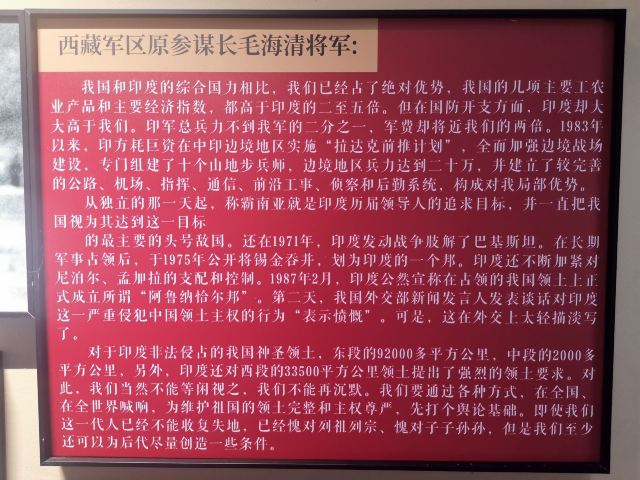 西藏军区原参谋长毛海清将军：
我国和印度的综合国力相比，我们已经占了绝对优势，我国的几项主要工农
业产品和主要经济指数，都高于印度的二至五倍。但在国防开支方面，印度却大
大高于我们。印军总兵力不到我军的二分之一，军费却将近我们的两倍。1983年
以来，印方耗巨资在中印边境地区实施“拉达克前推计划”，全面加强边境战场
建设，专门组建了十个山地步兵师，边境地区兵力达到二十万，并建立了较完善
的公路、机场、指挥、通信、前沿工事、侦察和后勤系统，构成对我局部优势。
从独立的那一天起，称霸南亚就是印度历届领导人的追求目标，并一直把我
国视为其达到这一目标
的最主要的头号敌国。还在1971年，印度发动战争肢解了巴基斯坦。在长期
军事占领后，于1975年公开将锡金吞并，划为印度的一个邦。印度还不断加紧对
尼泊尔、孟加拉的支配和控制。1987年2月，印度公然宣称在占领的我国领土上正
式成立所谓“阿鲁纳恰尔邦”。第二天，我国外交部新闻发言人发表谈话对印度
这一严重侵犯中国领土主权的行为“表示愤慨”。可是，这在外交上太轻描淡写
了。
对于印度非法侵占的我国神圣领土，东段的92000多平方公里，中段的2000多
平方公里，另外，印度还对西段的33500平方公里领土提出了强烈的领土要求。对
此，我们当然不能等闲视之，我们不能再沉默。我们要通过各种方式，在全国、
在全世界喊响，为维护祖国的领土完整和主权尊严，先打个舆论基础。即使我们
这一代人已经不能收复失地，已经愧对列祖列宗、愧对子子孙孙，但是我们至少
还可以为后代尽量创造一些条件。